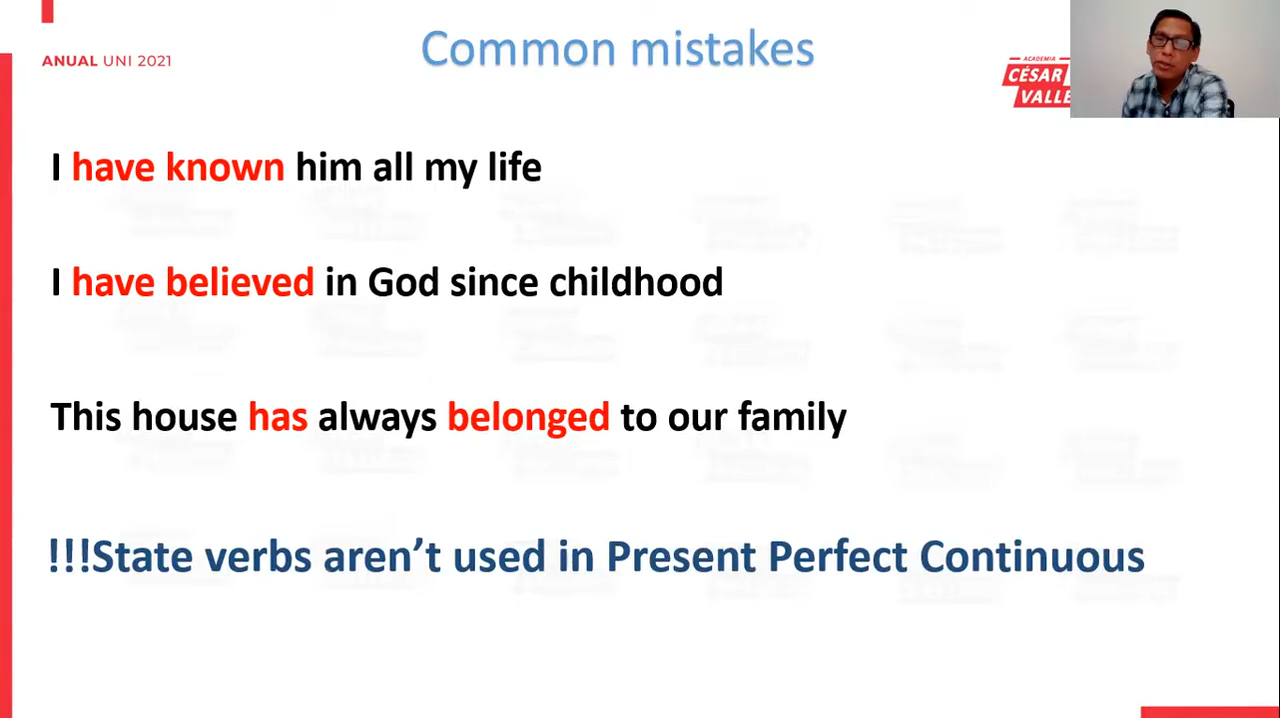 Common mistakes
ANUAL UNI 2021
ACADEMIA
CÉSAR
VALLE
I have known him all my life
I have believed in God since childhood
This house has always belonged to our family
!!!State verbs aren’t used in Present Perfect Continuous